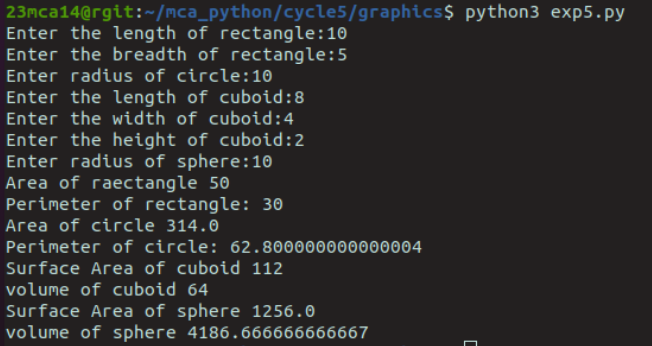 23mca14@rgit:~/mca_python/cycle5/graphics$ python3 exp5.py
Enter the length of rectangle:10
Enter the breadth of rectangle:5
Enter radius of circle:10
Enter the length of cuboid:8
Enter the width of cuboid:4
Enter the height of cuboid:2
Enter radius of sphere:10
Area of raectangle 50
Perimeter of rectangle: 30
Area of circle 314.0
Perimeter of circle: 62.800000000000004
Surface Area of cuboid 112
volume of cuboid 64
Surface Area of sphere 1256.0
volume of sphere 4186.666666666667